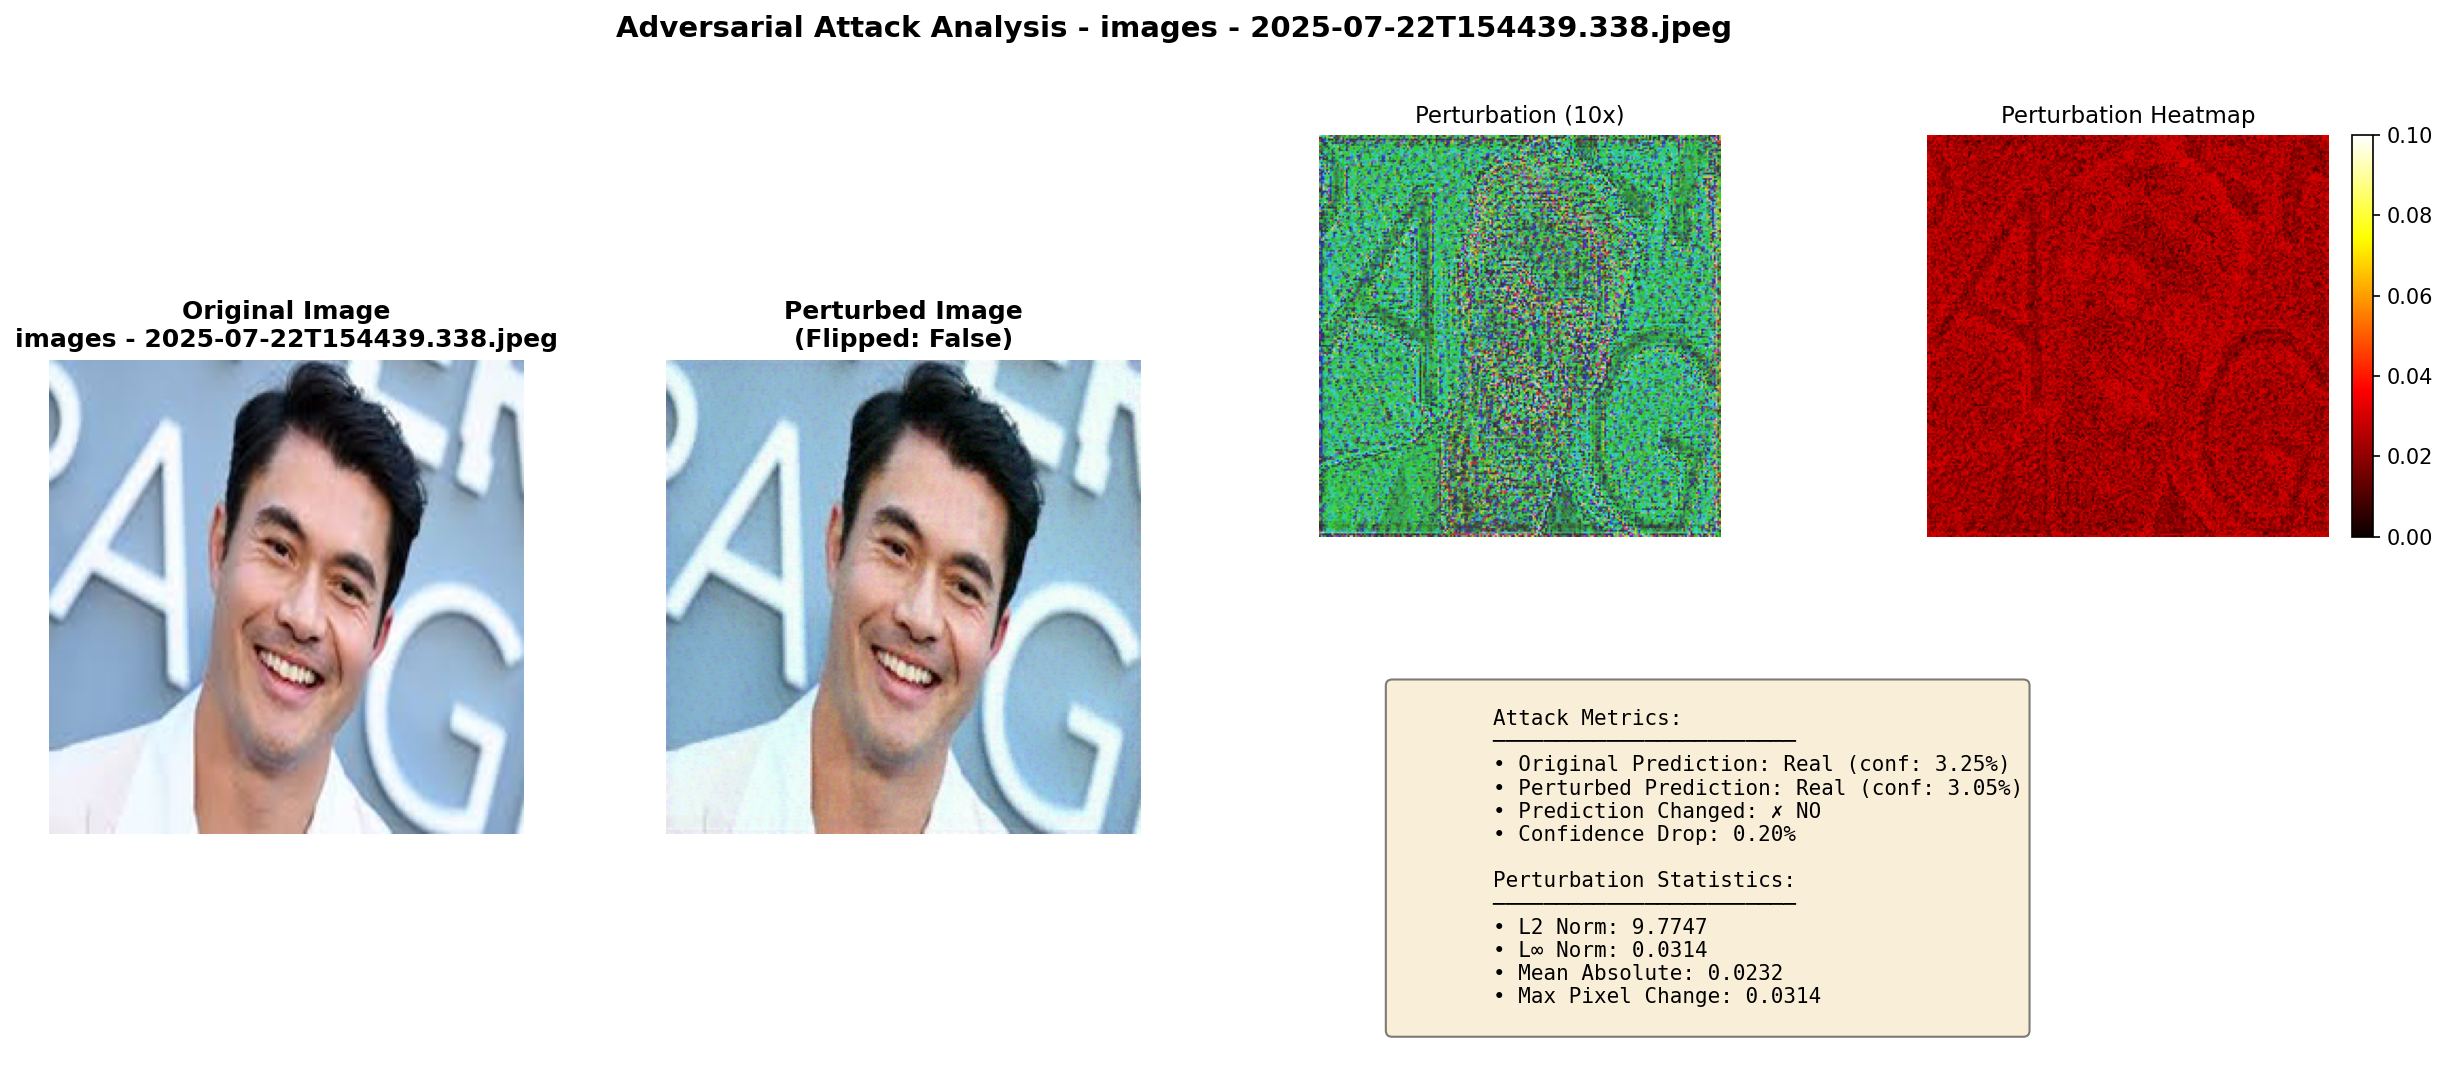 Adversarial Attack Analysis - images - 2025-07-22T154439.338.jpeg
Original Image
images - 2025-07-22T154439.338.jpeg
PAG
ER
Perturbed Image
(Flipped: False)
PAG
ER
Perturbation (10x)
Perturbation Heatmap
0.10
0.08
0.06
0.04
0.02
0.00
Attack Metrics:
• Original Prediction: Real (conf: 3.25%)
• Perturbed Prediction: Real (conf: 3.05%)
• Prediction Changed: ✗ NO
• Confidence Drop: 0.20%
Perturbation Statistics:
• L2 Norm: 9.7747
• L∞ Norm: 0.0314
• Mean Absolute: 0.0232
• Max Pixel Change: 0.0314